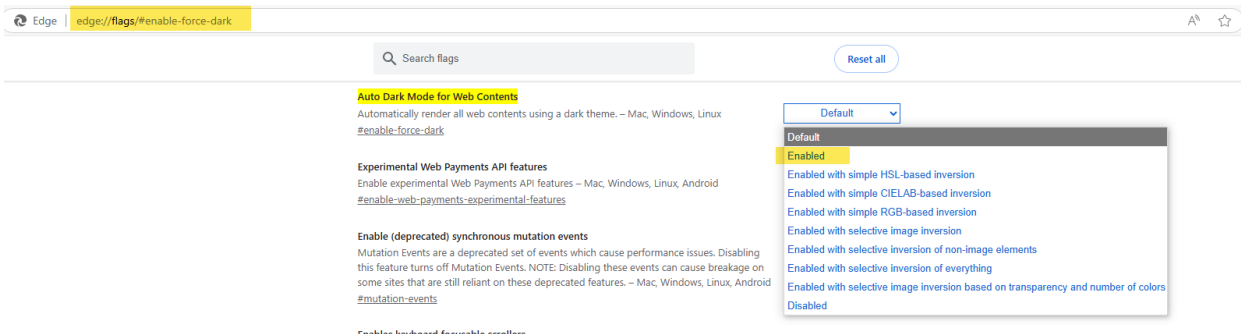 Edge | edge://flags/#enable-force-dark
Search flags
Reset all
Auto Dark Mode for Web Contents
Automatically render all web contents using a dark theme. – Mac, Windows, Linux
#enable-force-dark
Default
Default
Enabled
Enabled with simple HSL-based inversion
Enabled with simple CIELAB-based inversion
Enabled with simple RGB-based inversion
Enabled with selective image inversion
Enabled with selective inversion of non-image elements
Enabled with selective inversion of everything
Enabled with selective image inversion based on transparency and number of colors
Disabled
Experimental Web Payments API features
Enable experimental Web Payments API features – Mac, Windows, Linux, Android
#enable-web-payments-experimental-features
Enable (deprecated) synchronous mutation events
Mutation Events are a deprecated set of events which cause performance issues. Disabling
this feature turns off Mutation Events. NOTE: Disabling these events can cause breakage on
some sites that are still reliant on these deprecated features. – Mac, Windows, Linux, Android
#mutation-events
Enables keyboard focusable scrollers